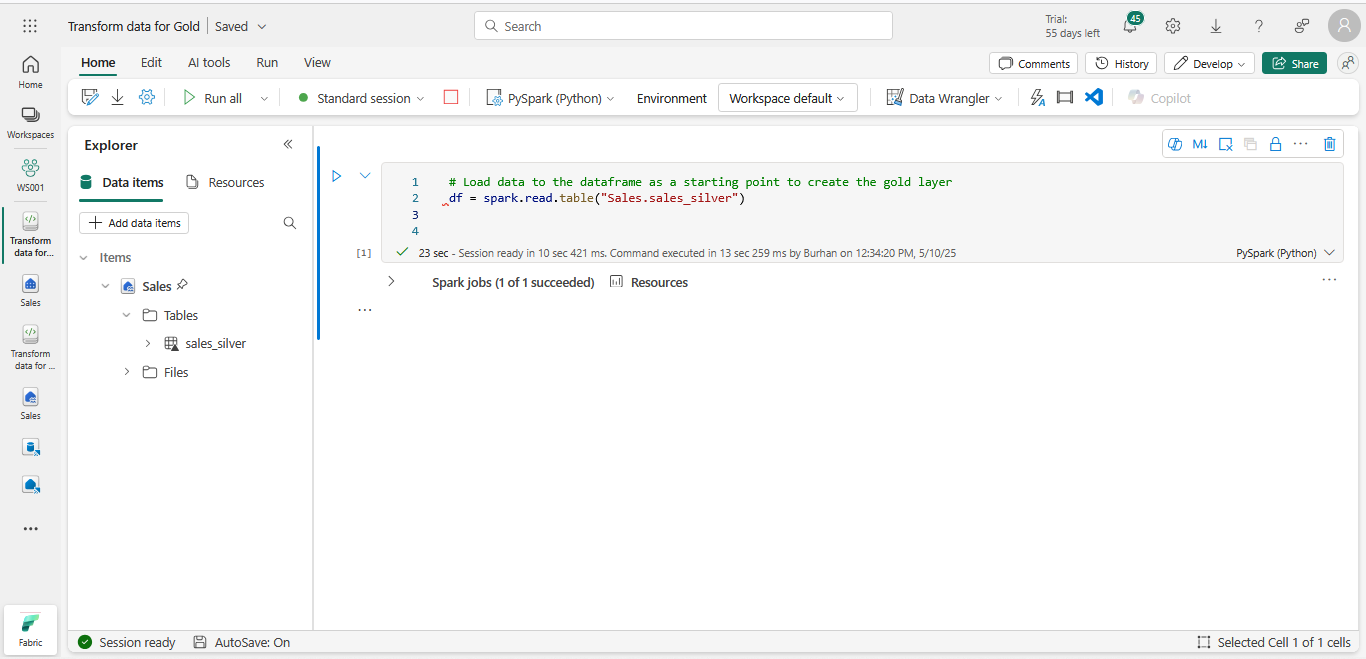 Transform data for Gold
Saved
Search
Trial:
55 days left
45
Home
Edit
AI tools
Run
View
Comments
History
Develop
Share
Run all
Standard session
PySpark (Python)
Environment
Workspace default
Data Wrangler
Copilot
Home
Workspaces
WS001
Transform
data for...
Sales
Transform
data for ...
Sales
Fabric
Explorer
Data items
Resources
Add data items
Items
Sales
Tables
sales_silver
Files
M↓
1 # Load data to the dataframe as a starting point to create the gold layer
2 df = spark.read.table("Sales.sales_silver")
3
4
[1]
23 sec - Session ready in 10 sec 421 ms. Command executed in 13 sec 259 ms by Burhan on 12:34:20 PM, 5/10/25
PySpark (Python)
Spark jobs (1 of 1 succeeded)
Resources
Session ready
AutoSave: On
Selected Cell 1 of 1 cells